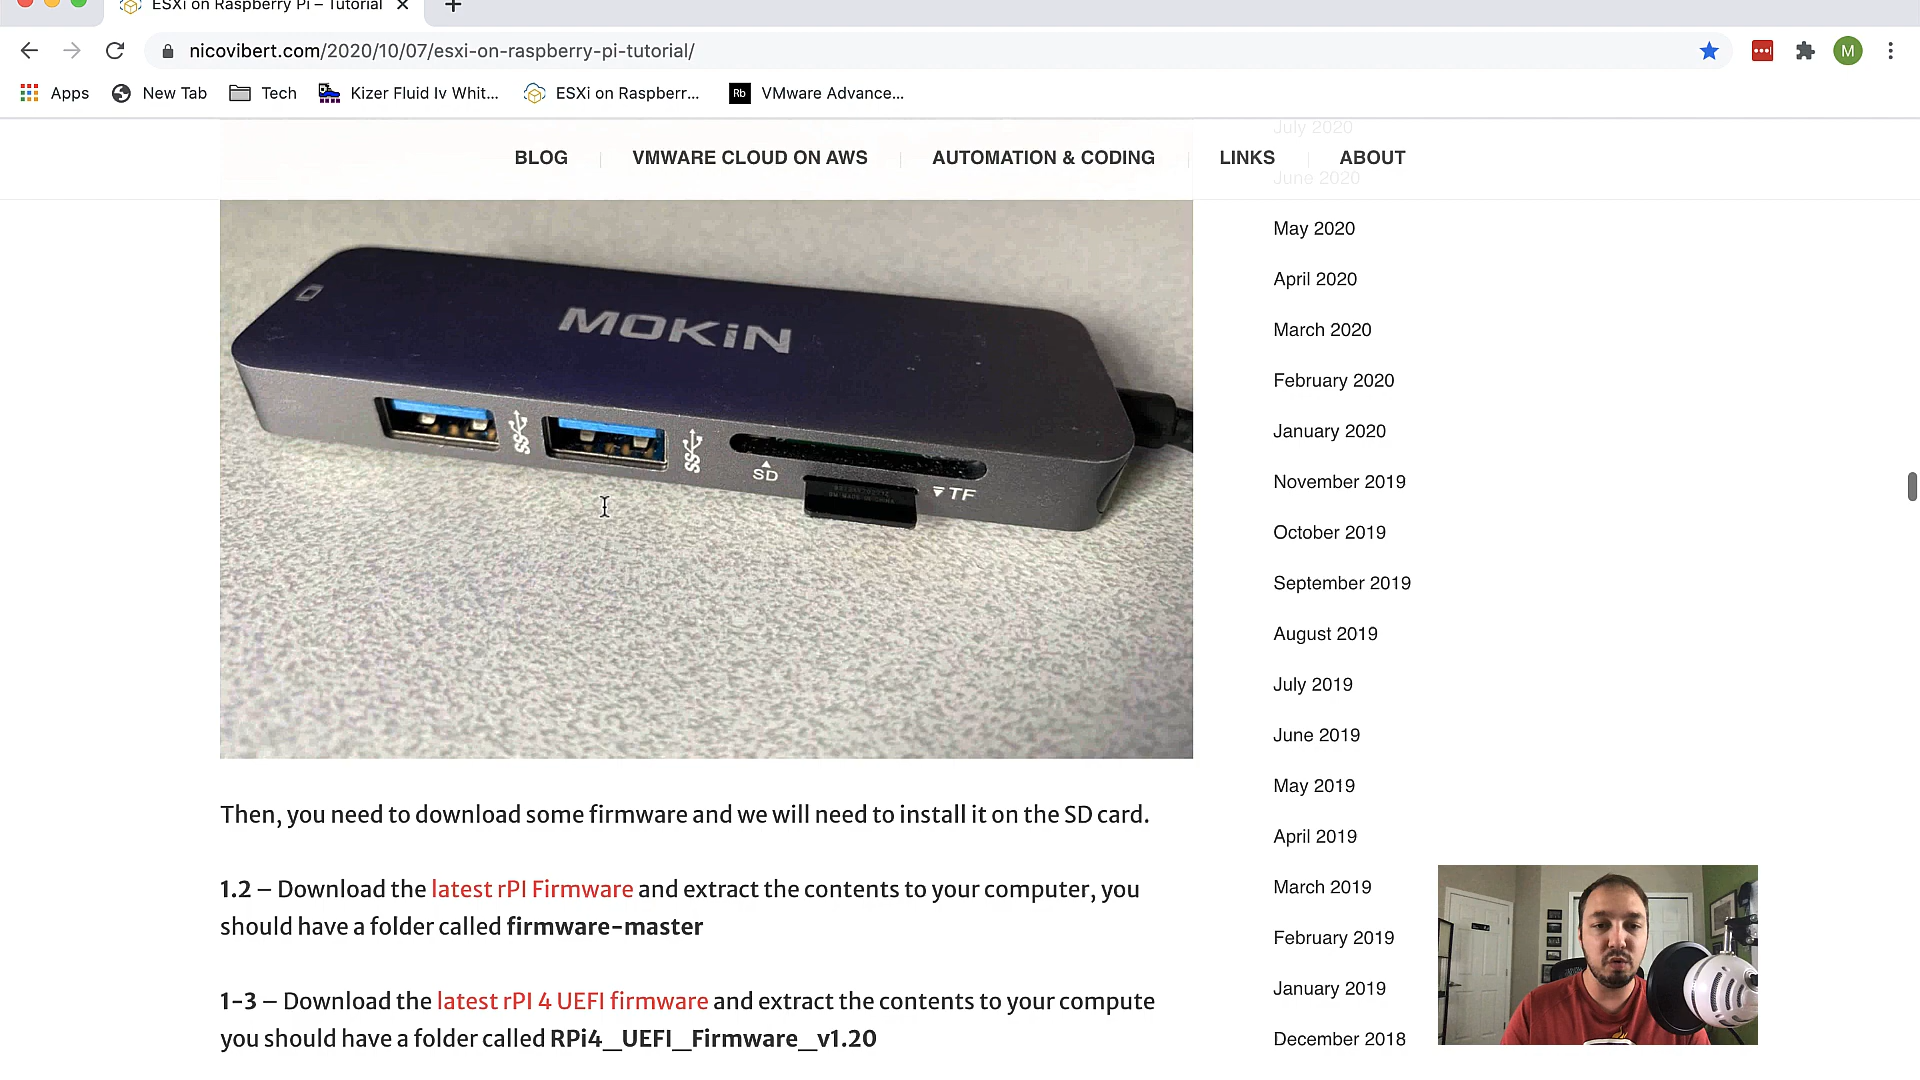 ESXi on Raspberry Pi – Tutorial
nicovibert.com/2020/10/07/esxi-on-raspberry-pi-tutorial/
M
Apps
New Tab
Tech
Kizer Fluid Iv Whit...
ESXi on Raspberr...
Rb
VMware Advance...
BLOG
VMWARE CLOUD ON AWS
AUTOMATION & CODING
LINKS
ABOUT
MOKiN
SD
TF
Then, you need to download some firmware and we will need to install it on the SD card.
1.2 – Download the latest rPI Firmware and extract the contents to your computer, you
should have a folder called firmware-master
1-3 – Download the latest rPI 4 UEFI firmware and extract the contents to your compute
you should have a folder called RPi4_UEFI_Firmware_v1.20
July 2020
June 2020
May 2020
April 2020
March 2020
February 2020
January 2020
November 2019
October 2019
September 2019
August 2019
July 2019
June 2019
May 2019
April 2019
March 2019
February 2019
January 2019
December 2018